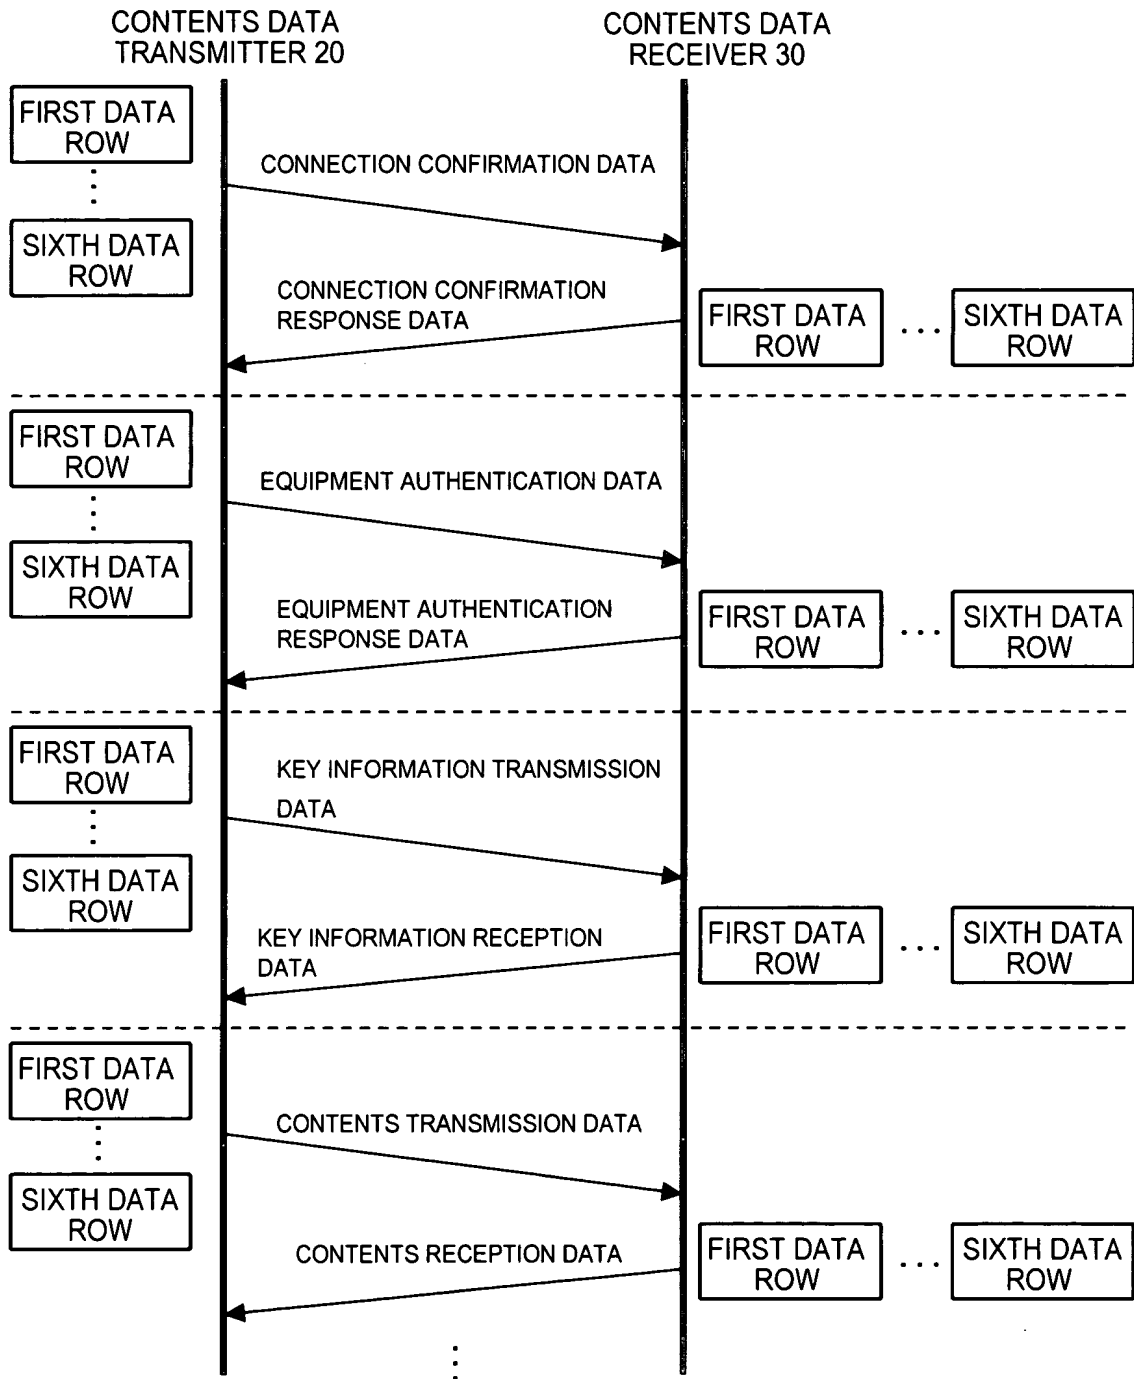 CONTENTS DATA
TRANSMITTER 20
CONTENTS DATA
RECEIVER 30
FIRST DATA
ROW
SIXTH DATA
ROW
CONNECTION CONFIRMATION DATA
CONNECTION CONFIRMATION
RESPONSE DATA
FIRST DATA
ROW
...
SIXTH DATA
ROW
FIRST DATA
ROW
SIXTH DATA
ROW
EQUIPMENT AUTHENTICATION DATA
EQUIPMENT AUTHENTICATION
RESPONSE DATA
FIRST DATA
ROW
...
SIXTH DATA
ROW
FIRST DATA
ROW
SIXTH DATA
ROW
KEY INFORMATION TRANSMISSION
DATA
KEY INFORMATION RECEPTION
DATA
FIRST DATA
ROW
...
SIXTH DATA
ROW
FIRST DATA
ROW
SIXTH DATA
ROW
CONTENTS TRANSMISSION DATA
CONTENTS RECEPTION DATA
FIRST DATA
ROW
...
SIXTH DATA
ROW